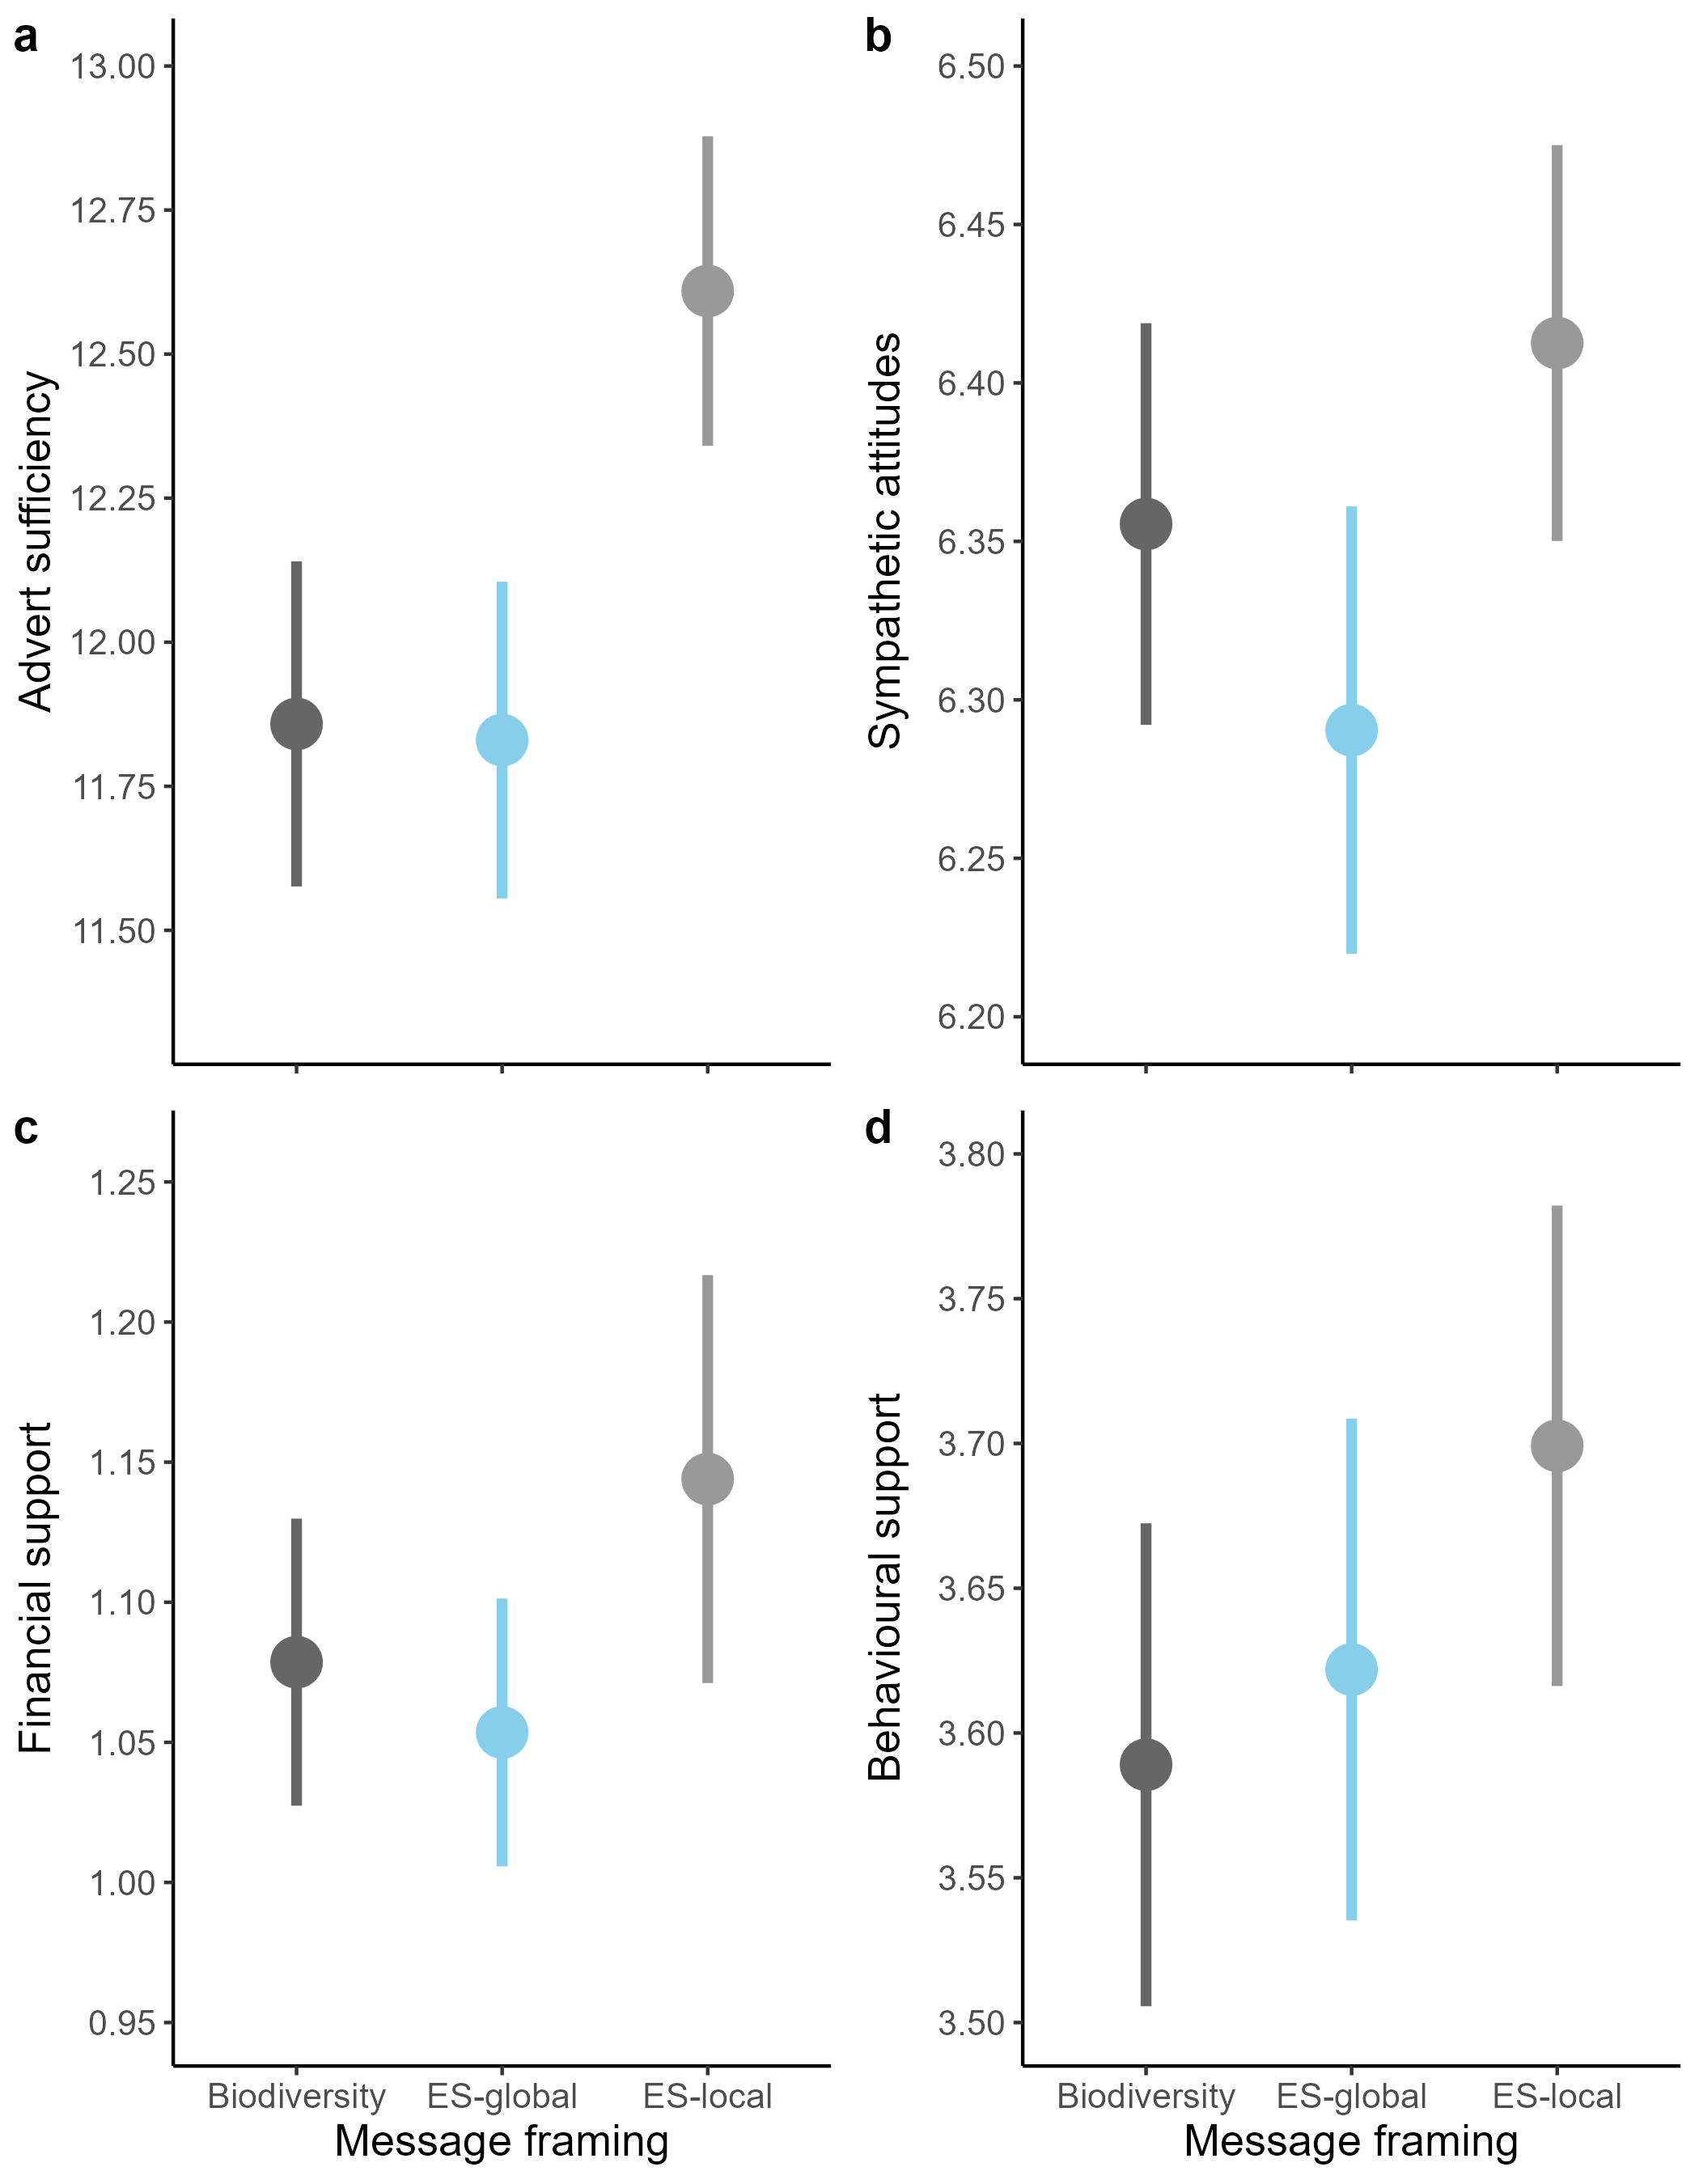 a
13.00
12.75
12.50
12.25
12.00
11.75
11.50
Advert sufficiency
b
6.50
6.45
6.40
6.35
6.30
6.25
6.20
Sympathetic attitudes
c
1.25
1.20
1.15
1.10
1.05
1.00
0.95
Financial support
Biodiversity ES-global ES-local
Message framing
d
3.80
3.75
3.70
3.65
3.60
3.55
3.50
Behavioural support
Biodiversity ES-global ES-local
Message framing